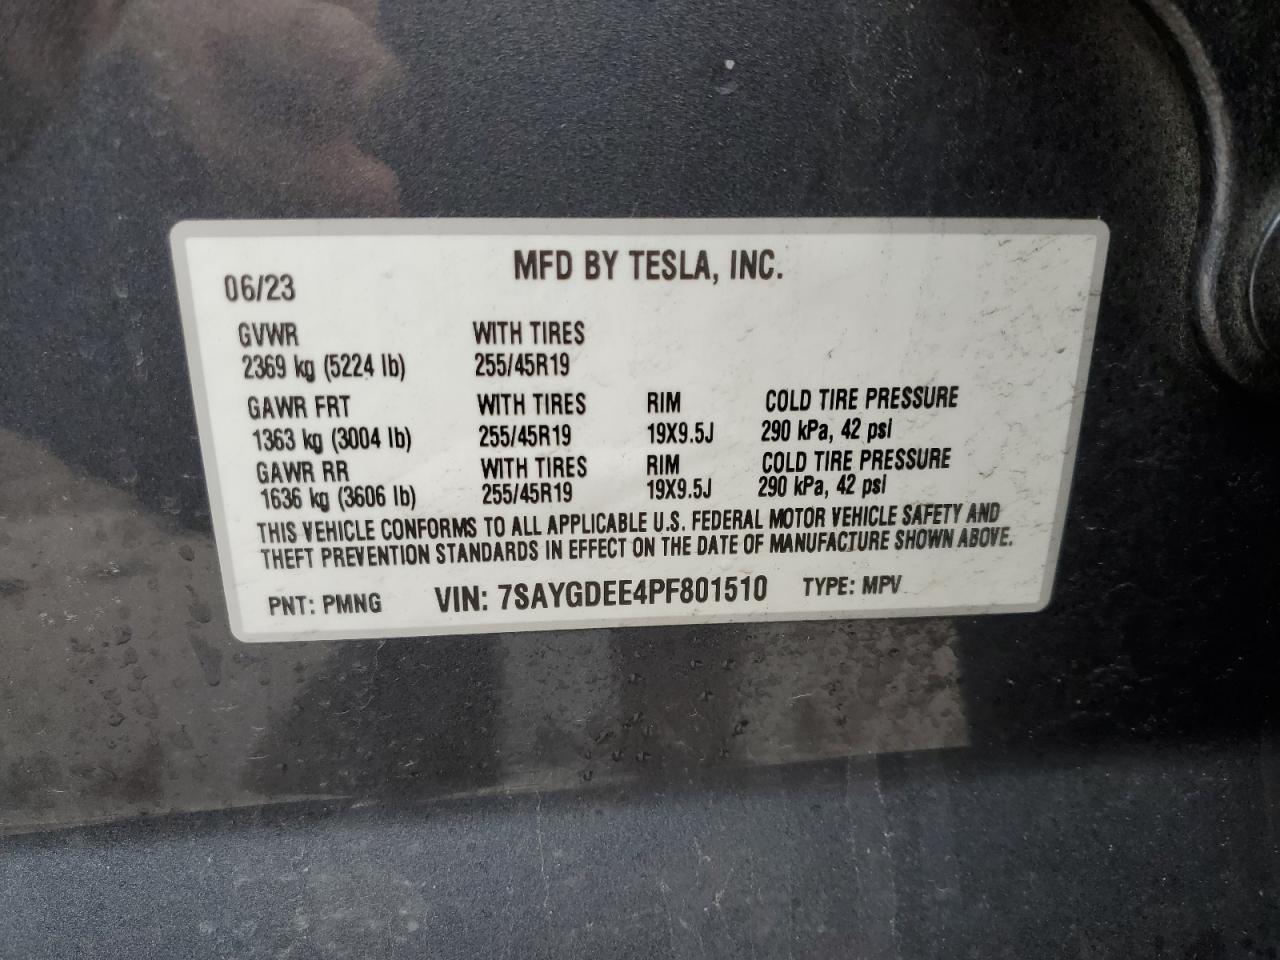 MFD BY TESLA, INC.
06/23
GVWR WITH TIRES
2369 kg (5224 lb) 255/45R19
GAWR FRT WITH TIRES RIM COLD TIRE PRESSURE
1363 kg (3004 lb) 255/45R19 19X9.5J 290 kPa, 42 psi
GAWR RR WITH TIRES RIM COLD TIRE PRESSURE
1636 kg (3606 lb) 255/45R19 19X9.5J 290 kPa, 42 psi
THIS VEHICLE CONFORMS TO ALL APPLICABLE U.S. FEDERAL MOTOR VEHICLE SAFETY AND
THEFT PREVENTION STANDARDS IN EFFECT ON THE DATE OF MANUFACTURE SHOWN ABOVE.
PNT: PMNG VIN: 7SAYGDEE4PF801510 TYPE: MPV